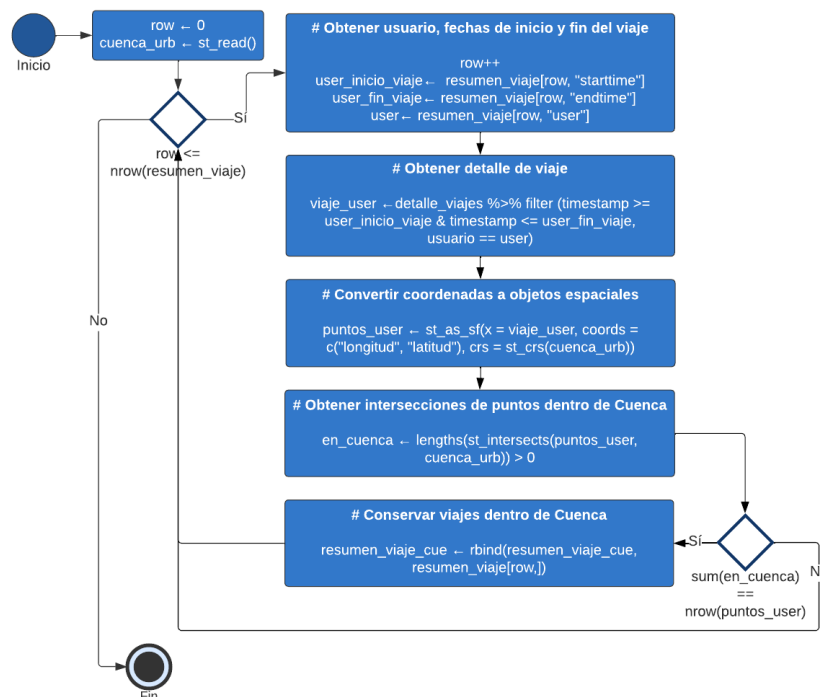 Inicio
row ← 0
cuenca_urb ← st_read()
row <=
nrow(resumen_viaje)
Sí
No
# Obtener usuario, fechas de inicio y fin del viaje
row++
user_inicio_viaje← resumen_viaje[row, "starttime"]
user_fin_viaje← resumen_viaje[row, "endtime"]
user← resumen_viaje[row, "user"]
# Obtener detalle de viaje
viaje_user ←detalle_viajes %>% filter (timestamp >=
user_inicio_viaje & timestamp <= user_fin_viaje,
usuario == user)
# Convertir coordenadas a objetos espaciales
puntos_user ← st_as_sf(x = viaje_user, coords =
c("longitud", "latitud"), crs = st_crs(cuenca_urb))
# Obtener intersecciones de puntos dentro de Cuenca
en_cuenca ← lengths(st_intersects(puntos_user,
cuenca_urb)) > 0
# Conservar viajes dentro de Cuenca
resumen_viaje_cue ← rbind(resumen_viaje_cue,
resumen_viaje[row,])
Sí
N
sum(en_cuenca)
==
nrow(puntos_user)
Fin